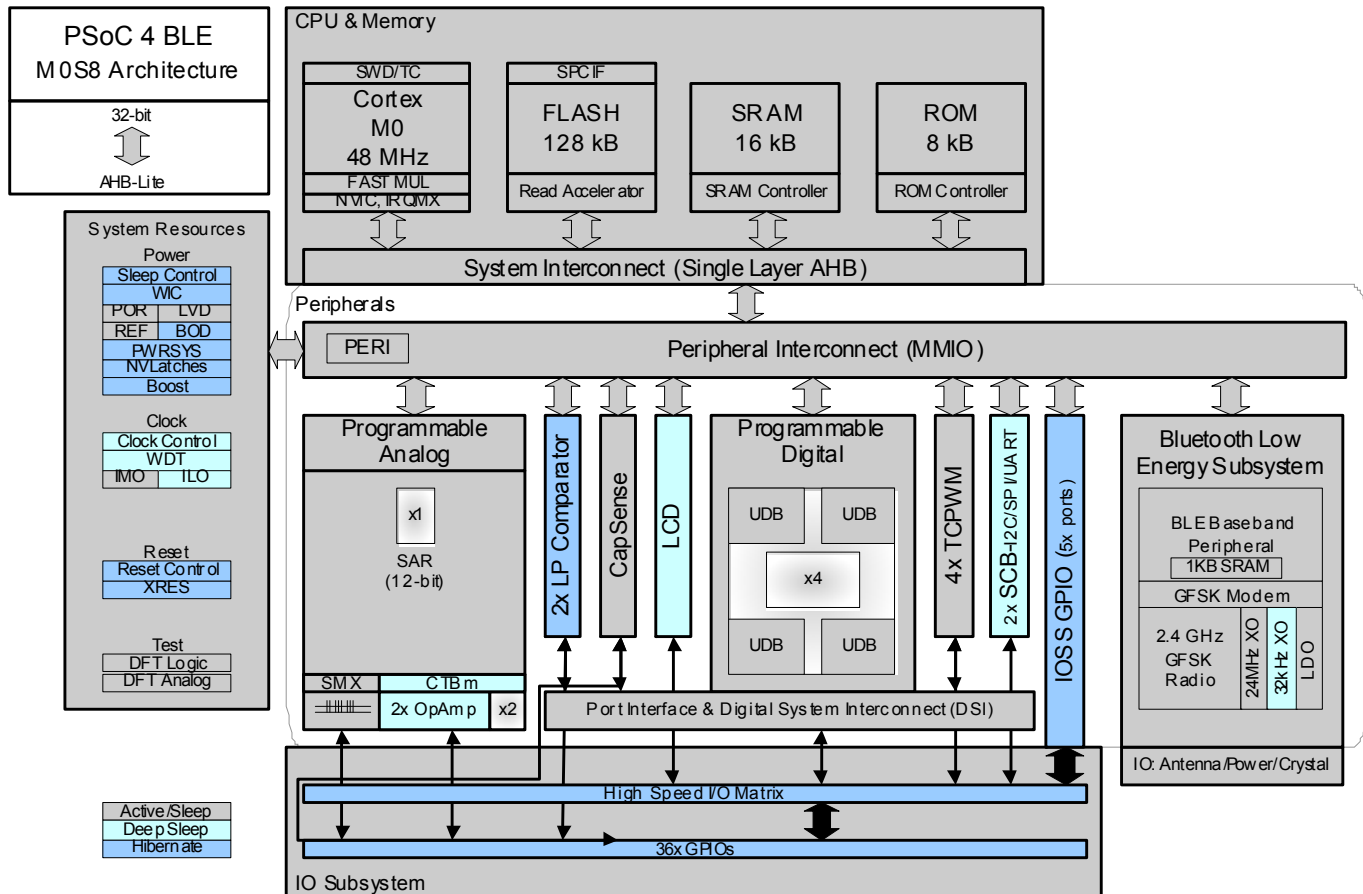 PSoC 4 BLE
M0S8 Architecture
32-bit
AHB-Lite
CPU & Memory
SWD/TC
Cortex
M0
48 MHz
FAST MUL
NVIC, IRQMX
SPCIF
FLASH
128 kB
Read Accelerator
SRAM
16 kB
SRAM Controller
ROM
8 kB
ROM Controller
System Interconnect (Single Layer AHB)
System Resources
Power
Sleep Control
WIC
POR
LVD
REF
BOD
PWRSYS
NVLatches
Boost
Clock
Clock Control
WDT
IMO
ILO
Reset
Reset Control
XRES
Test
DFT Logic
DFT Analog
Peripherals
PERI
Peripheral Interconnect (MMIO)
Programmable
Analog
x1
SAR
(12-bit)
SMX
CTBm
2x OpAmp
x2
2x LP Comparator
CapSense
LCD
Programmable
Digital
UDB
UDB
x4
UDB
UDB
4x TCPWM
2x SCB-I2C/SPI/UART
IOSS GPIO (5x ports)
Bluetooth Low
Energy Subsystem
BLE Baseband
Peripheral
1KB SRAM
GFSK Modem
2.4 GHz
GFSK
Radio
24MHz XO
32kHz XO
LDO
Port Interface & Digital System Interconnect (DSI)
IO: Antenna/Power/Crystal
High Speed I/O Matrix
36x GPIOs
IO Subsystem
Active/Sleep
Deep Sleep
Hibernate